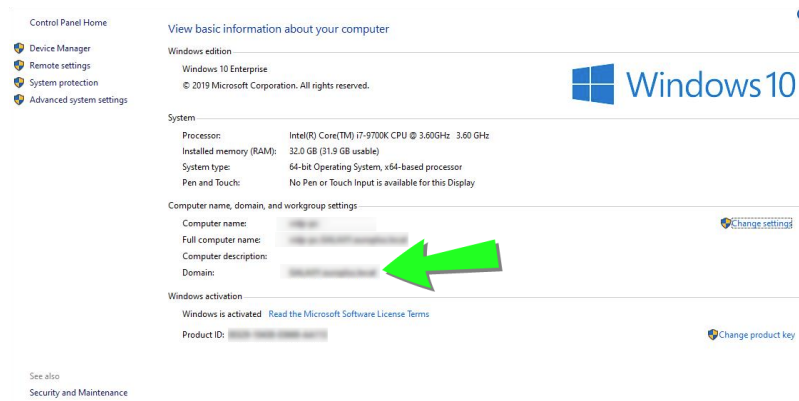 Control Panel Home
Device Manager
Remote settings
System protection
Advanced system settings
View basic information about your computer
Windows edition
Windows 10 Enterprise
© 2019 Microsoft Corporation. All rights reserved.
Windows 10
System
Processor: Intel(R) Core(TM) i7-9700K CPU @ 3.60GHz 3.60 GHz
Installed memory (RAM): 32.0 GB (31.9 GB usable)
System type: 64-bit Operating System, x64-based processor
Pen and Touch: No Pen or Touch Input is available for this Display
Computer name, domain, and workgroup settings
Computer name:
Change settings
Full computer name:
Computer description:
Domain:
Windows activation
Windows is activated Read the Microsoft Software License Terms
Product ID:
Change product key
See also
Security and Maintenance